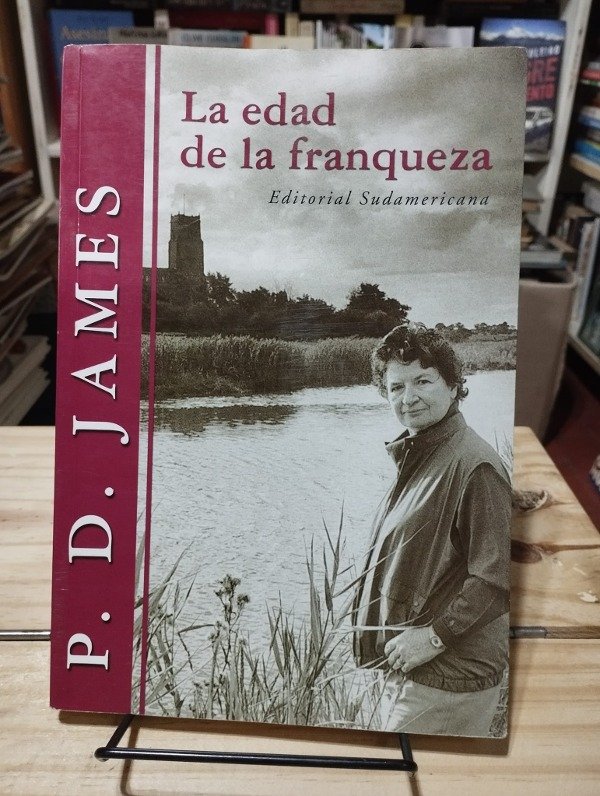 La edad
de la franqueza
Editorial Sudamericana
P. D. JAMES